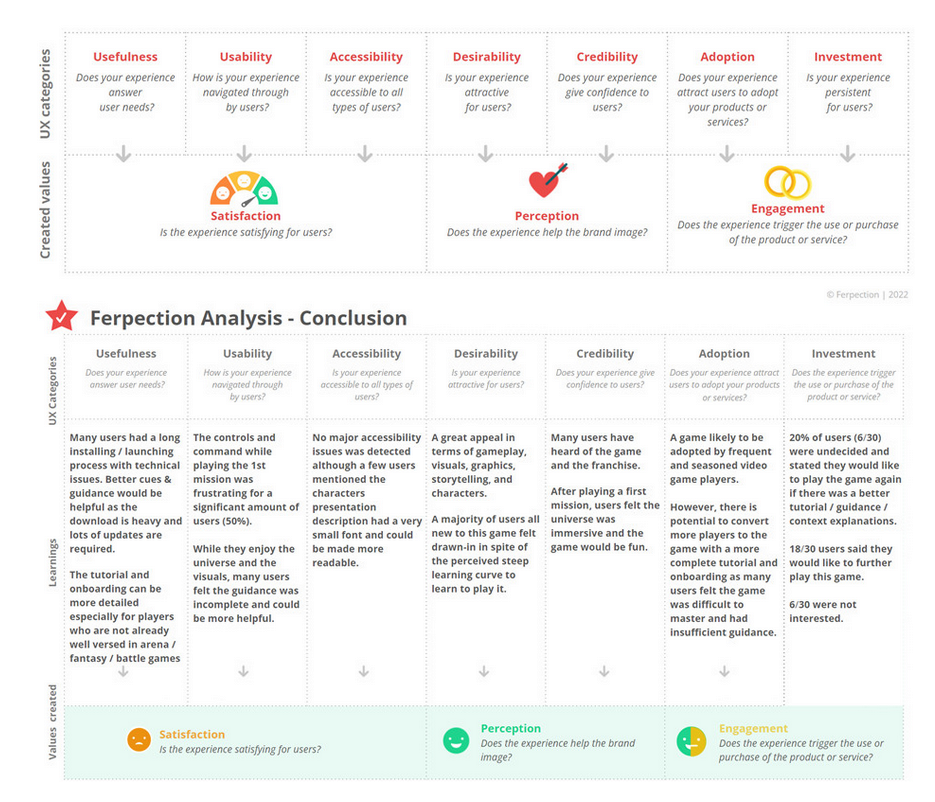 UX categories
Usefulness
Does your experience
answer
user needs?
Usability
How is your experience
navigated through
by users?
Accessibility
Is your experience
accessible to all
types of users?
Desirability
Is your experience
attractive
for users?
Credibility
Does your experience
give confidence to
users?
Adoption
Does your experience
attract users to adopt
your products or
services?
Investment
Is your experience
persistent
for users?
Created values
Satisfaction
Is the experience satisfying for users?
Perception
Does the experience help the brand image?
Engagement
Does the experience trigger the use or purchase
of the product or service?
© Ferpection | 2022
Ferpection Analysis - Conclusion
UX Categories
Usefulness
Does your experience
answer user needs?
Usability
How is your experience
navigated through
by users?
Accessibility
Is your experience
accessible to all types of
users?
Desirability
Is your experience
attractive for users?
Credibility
Does your experience give
confidence to users?
Adoption
Does your experience attract
users to adopt your products
or services?
Investment
Does the experience trigger
the use or purchase of the
product or service?
Learnings
Many users had a long
installing / launching
process with technical
issues. Better cues &
guidance would be
helpful as the
download is heavy and
lots of updates are
required.
The tutorial and
onboarding can be
more detailed
especially for players
who are not already
well versed in arena /
fantasy / battle games
The controls and
command while
playing the 1st
mission was
frustrating for a
significant amount of
users (50%).
While they enjoy the
universe and the
visuals, many users
felt the guidance was
incomplete and could
be more helpful.
No major accessibility
issues was detected
although a few users
mentioned the
characters
presentation
description had a very
small font and could
be made more
readable.
A great appeal in
terms of gameplay,
visuals, graphics,
storytelling, and
characters.
A majority of users all
new to this game felt
drawn-in in spite of
the perceived steep
learning curve to
learn to play it.
Many users have
heard of the game
and the franchise.
After playing a first
mission, users felt the
universe was
immersive and the
game would be fun.
A game likely to be
adopted by frequent
and seasoned video
game players.
However, there is
potential to convert
more players to the
game with a more
complete tutorial and
onboarding as many
users felt the game
was difficult to
master and had
insufficient guidance.
20% of users (6/30)
were undecided and
stated they would like
to play the game again
if there was a better
tutorial / guidance /
context explanations.
18/30 users said they
would like to further
play this game.
6/30 were not
interested.
Values created
Satisfaction
Is the experience satisfying for users?
Perception
Does the experience help the brand
image?
Engagement
Does the experience trigger the use or
purchase of the product or service?